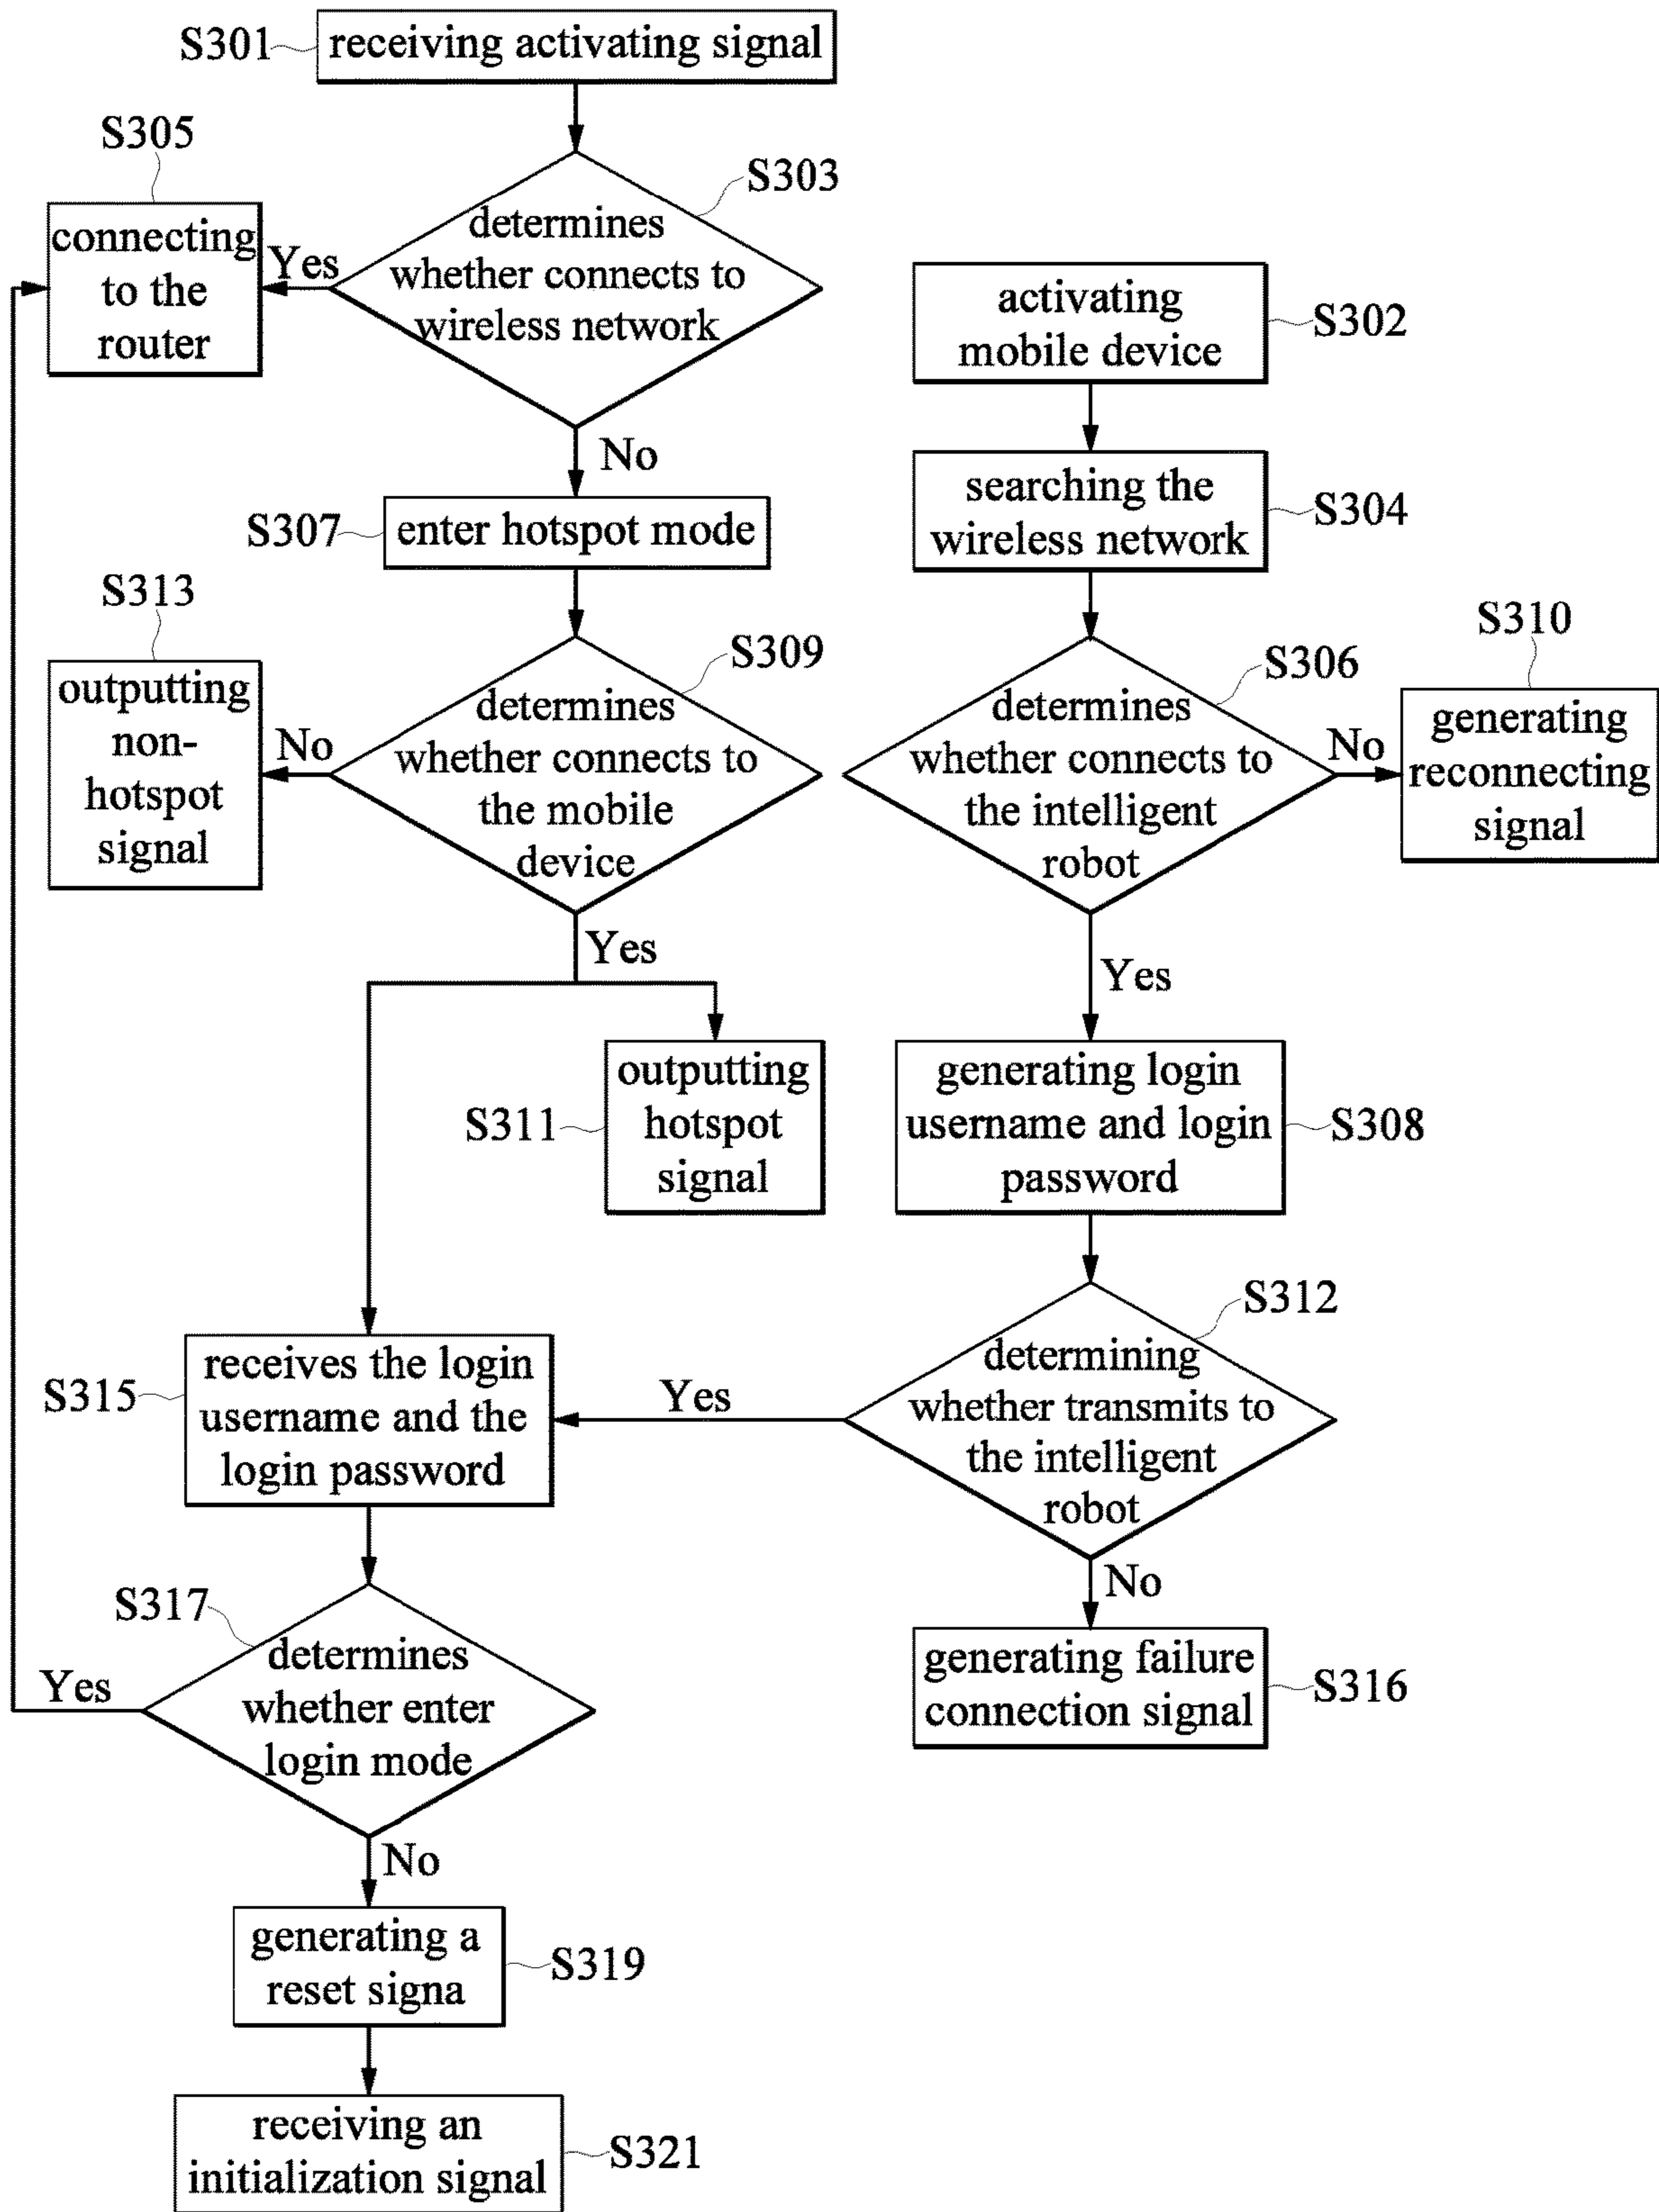 S301
receiving activating signal
S305
S303
connecting
to the
router
Yes
determines
whether connects to
wireless network
activating
mobile device
S302
No
S307
enter hotspot mode
searching the
wireless network
S304
S313
S309
S306
S310
outputting
non-
hotspot
signal
No
determines
whether connects to
the mobile
device
determines
whether connects to
the intelligent
robot
No
generating
reconnecting
signal
Yes
Yes
S311
outputting
hotspot
signal
generating login
username and login
password
S308
S312
S315
receives the login
username and the
login password
Yes
determining
whether transmits to
the intelligent
robot
S317
No
Yes
determines
whether enter
login mode
generating failure
connection signal
S316
No
generating a
reset signa
S319
receiving an
initialization signal
S321